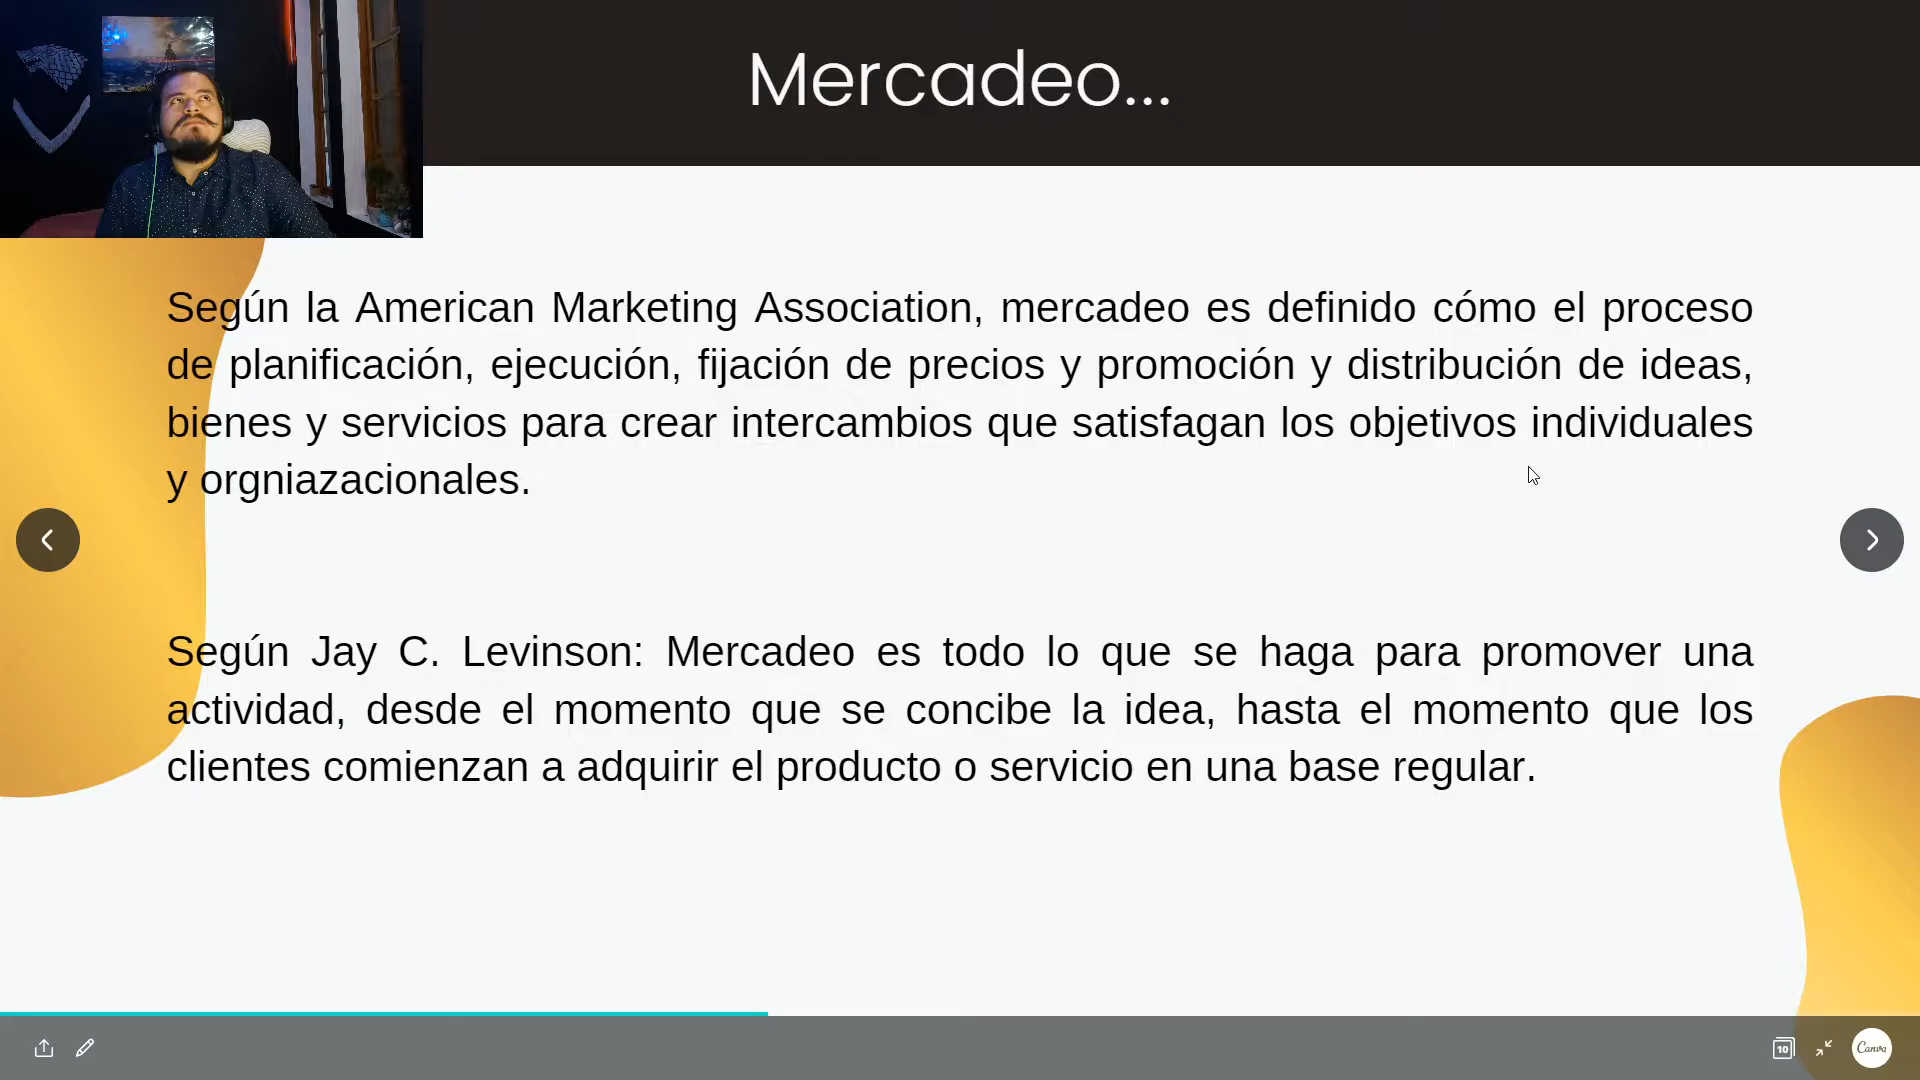 Mercadeo...
Según la American Marketing Association, mercadeo es definido cómo el proceso
de planificación, ejecución, fijación de precios y promoción y distribución de ideas,
bienes y servicios para crear intercambios que satisfagan los objetivos individuales
y orgniazacionales.
Según Jay C. Levinson: Mercadeo es todo lo que se haga para promover una
actividad, desde el momento que se concibe la idea, hasta el momento que los
clientes comienzan a adquirir el producto o servicio en una base regular.
10
Canva